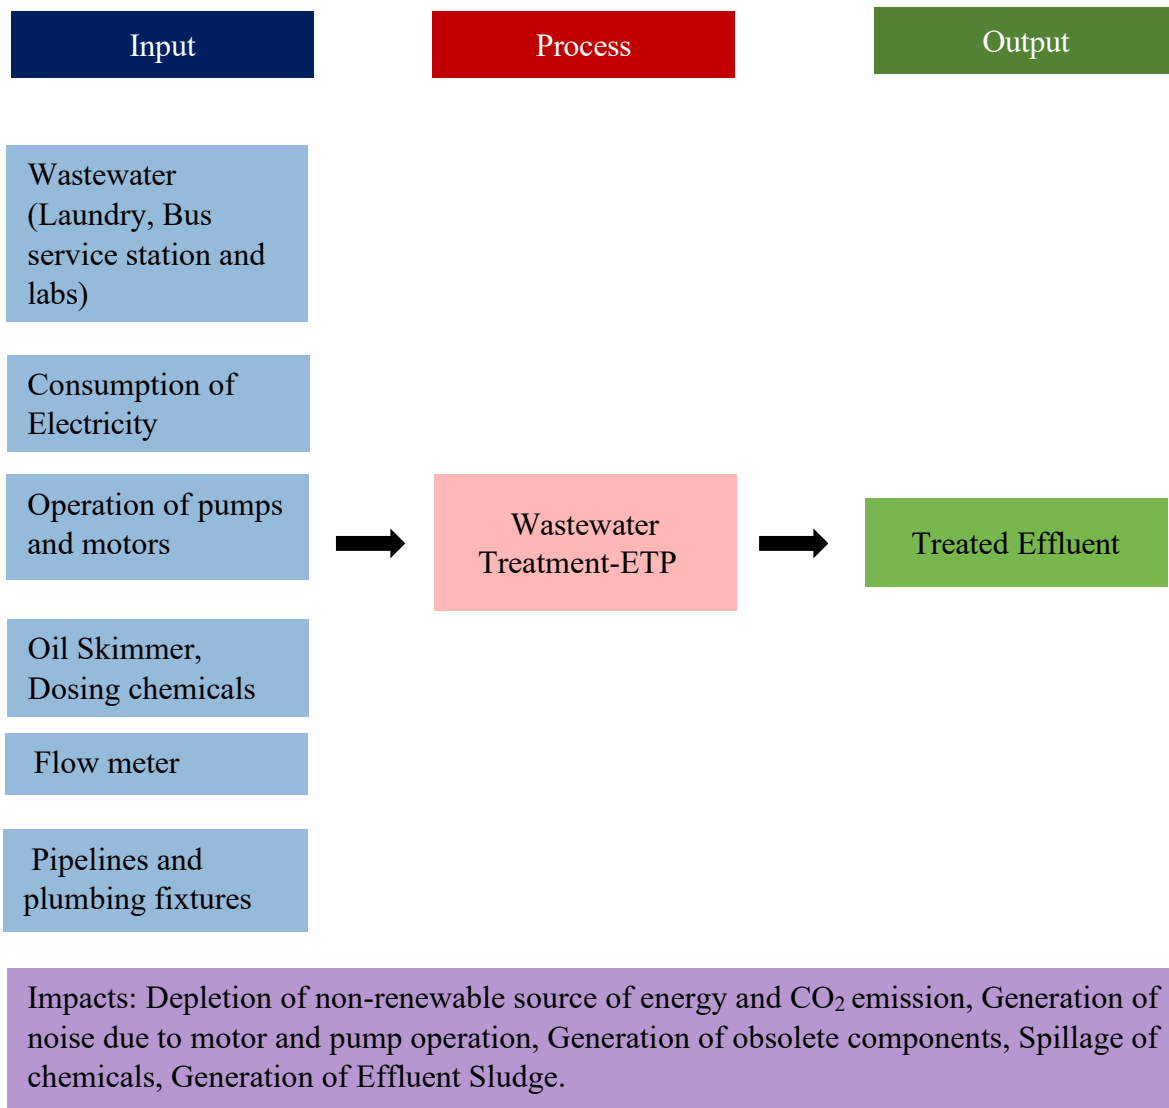 Input
Process
Output
Wastewater
(Laundry, Bus
service station and
labs)
Consumption of
Electricity
Operation of pumps
and motors
Oil Skimmer,
Dosing chemicals
Flow meter
Pipelines and
plumbing fixtures
Wastewater
Treatment-ETP
Treated Effluent
Impacts: Depletion of non-renewable source of energy and CO₂ emission, Generation of
noise due to motor and pump operation, Generation of obsolete components, Spillage of
chemicals, Generation of Effluent Sludge.